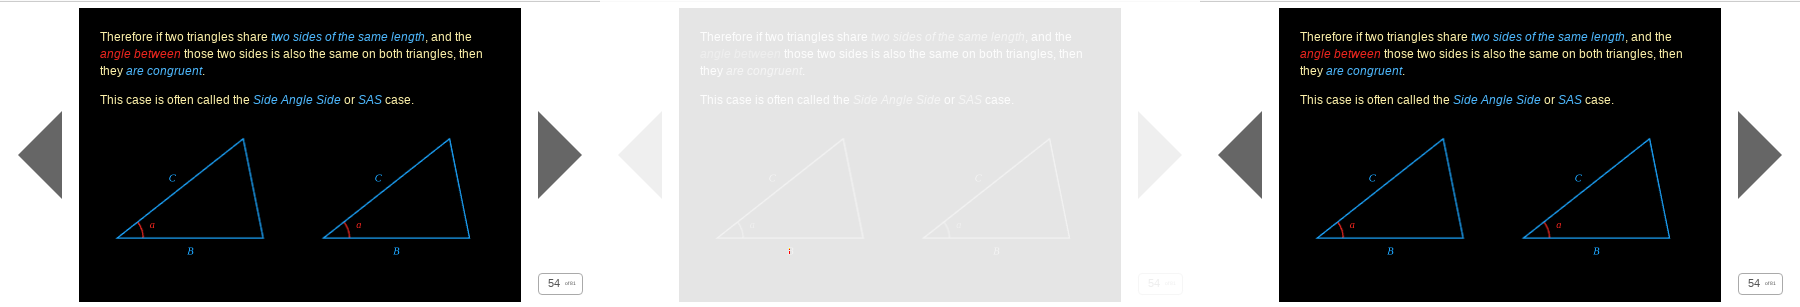 Therefore if two triangles share two sides of the same length, and the
angle between those two sides is also the same on both triangles, then
they are congruent.
This case is often called the Side Angle Side or SAS case.
C
C
a
a
B
B
54
Therefore if two triangles share two sides of the same length, and the
angle between those two sides is also the same on both triangles, then
they are congruent.
This case is often called the Side Angle Side or SAS case.
C
C
a
a
B
54
Therefore if two triangles share two sides of the same length, and the
angle between those two sides is also the same on both triangles, then
they are congruent.
This case is often called the Side Angle Side or SAS case.
C
C
a
a
B
B
54